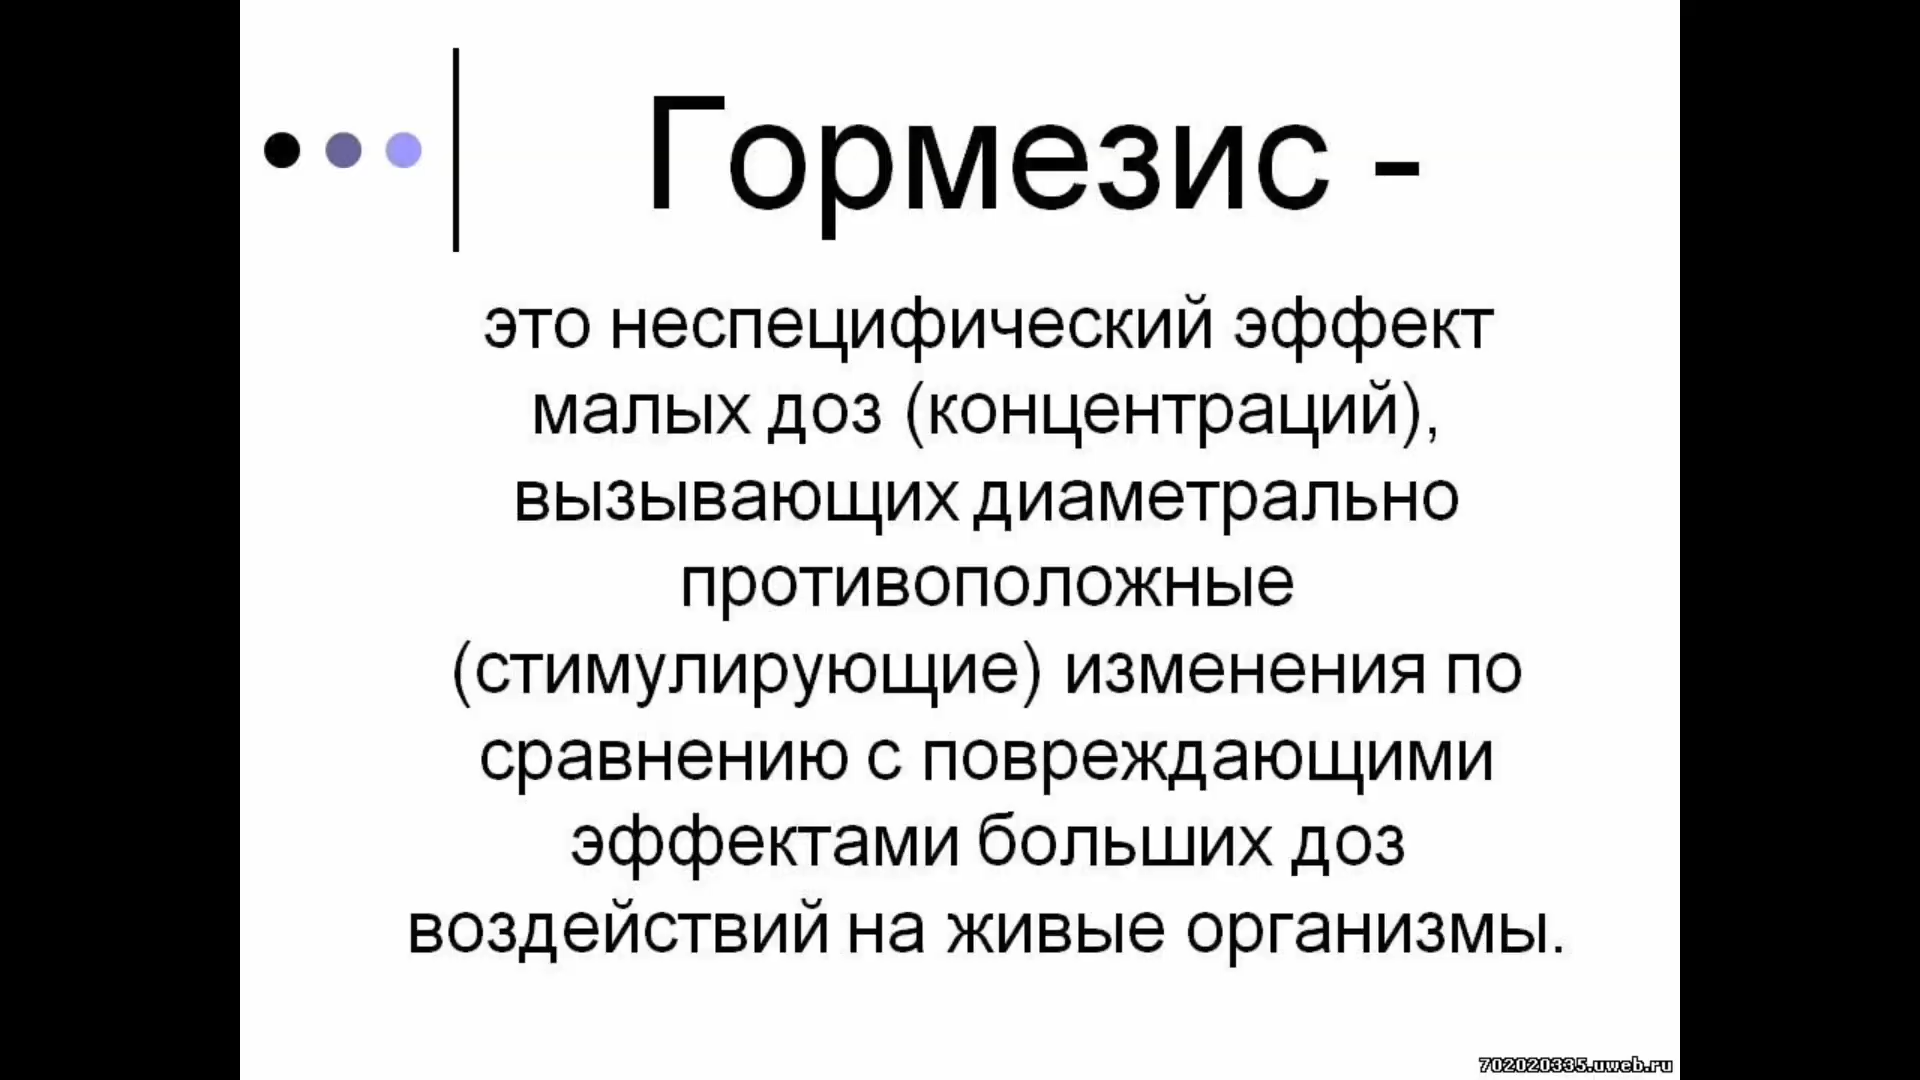 Гормезис -
это неспецифический эффект
малых доз (концентраций),
вызывающих диаметрально
противоположные
(стимулирующие) изменения по
сравнению с повреждающими
эффектами больших доз
воздействий на живые организмы.
702020335.uweb.ru